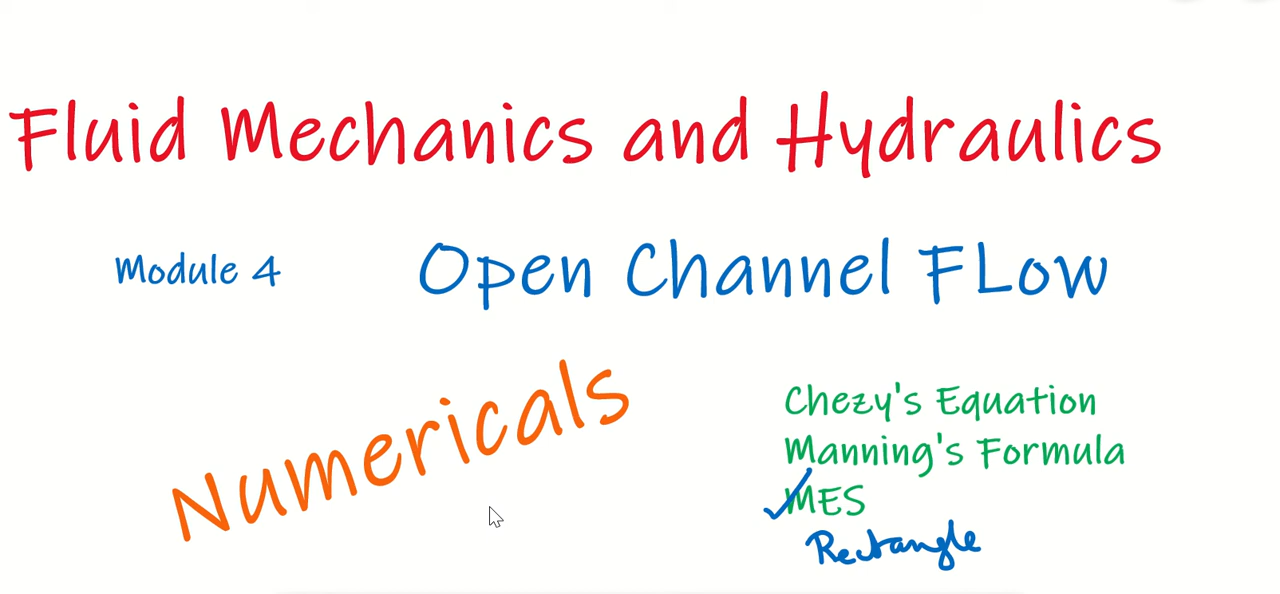 Fluid Mechanics and Hydraulics
Module 4 Open Channel FLow
Numericals
Chezy's Equation
Manning's Formula
MES
Rectangle